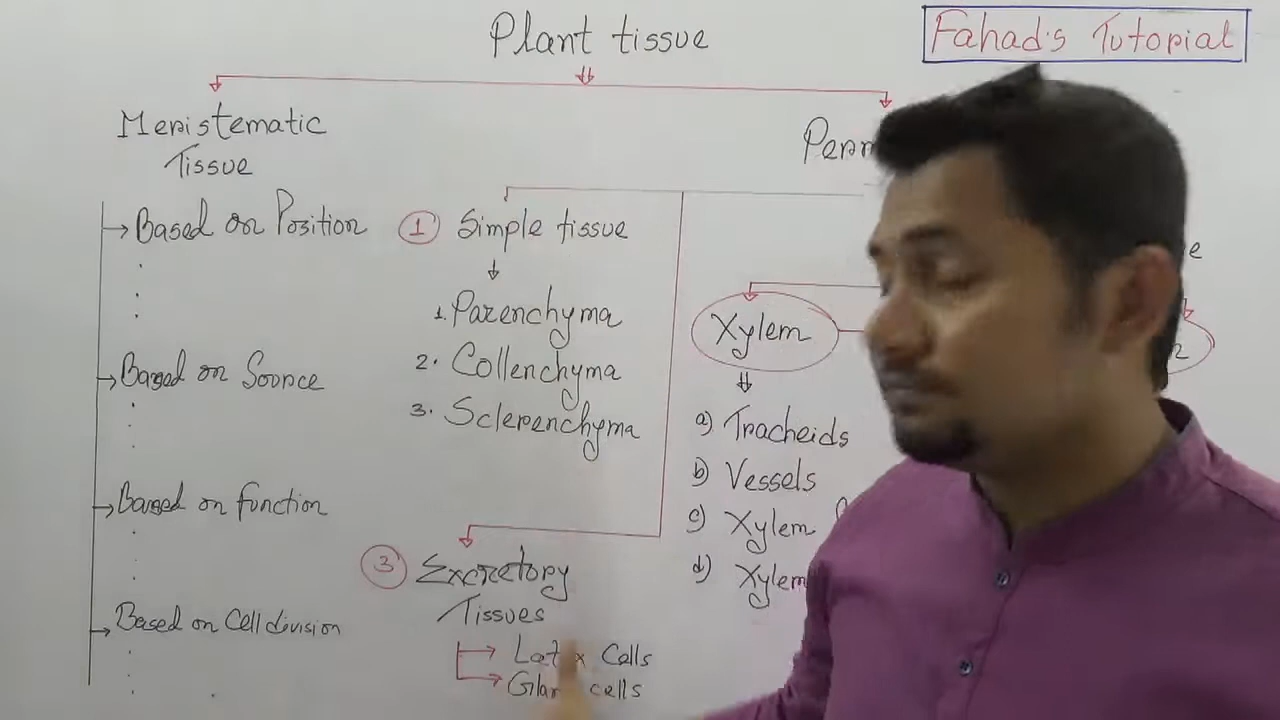 Plant tissue
Fahad's Tutorial
Meristematic
Tissue
Based on Position
Based on Source
Based on function
Based on Cell division
① Simple tissue
1. Parenchyma
2. Collenchyma
3. Sclerenchyma
Xylem
a) Tracheids
b) Vessels
c) Xylem
d) Xylem
③ Excretory
Tissues
Cells
cells